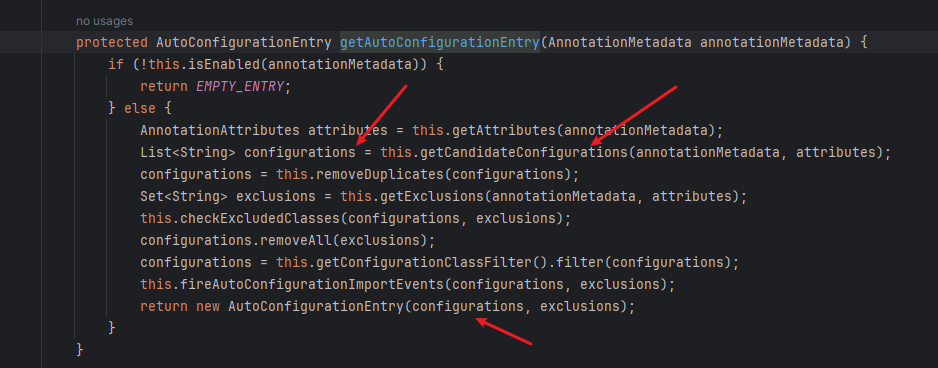 no usages
protected AutoConfigurationEntry getAutoConfigurationEntry(AnnotationMetadata annotationMetadata) {
if (!this.isEnabled(annotationMetadata)) {
return EMPTY_ENTRY;
} else {
AnnotationAttributes attributes = this.getAttributes(annotationMetadata);
List<String> configurations = this.getCandidateConfigurations(annotationMetadata, attributes);
configurations = this.removeDuplicates(configurations);
Set<String> exclusions = this.getExclusions(annotationMetadata, attributes);
this.checkExcludedClasses(configurations, exclusions);
configurations.removeAll(exclusions);
configurations = this.getConfigurationClassFilter().filter(configurations);
this.fireAutoConfigurationImportEvents(configurations, exclusions);
return new AutoConfigurationEntry(configurations, exclusions);
}
}